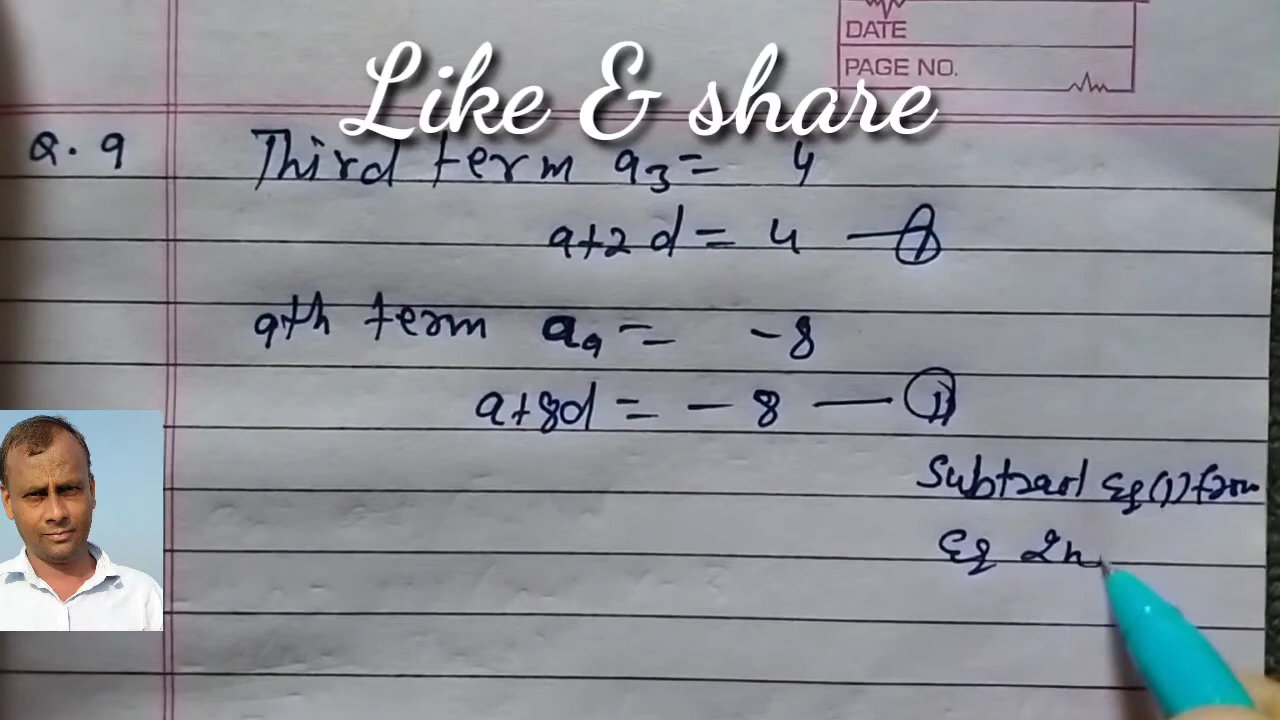 DATE
PAGE NO.
Like & share
Q. 9 Third term a3 = 4
a+2d = 4 — (I)
9th term a9 = -8
a+8d = -8 — (II)
Subtract Eq (1) from
Eq 2n